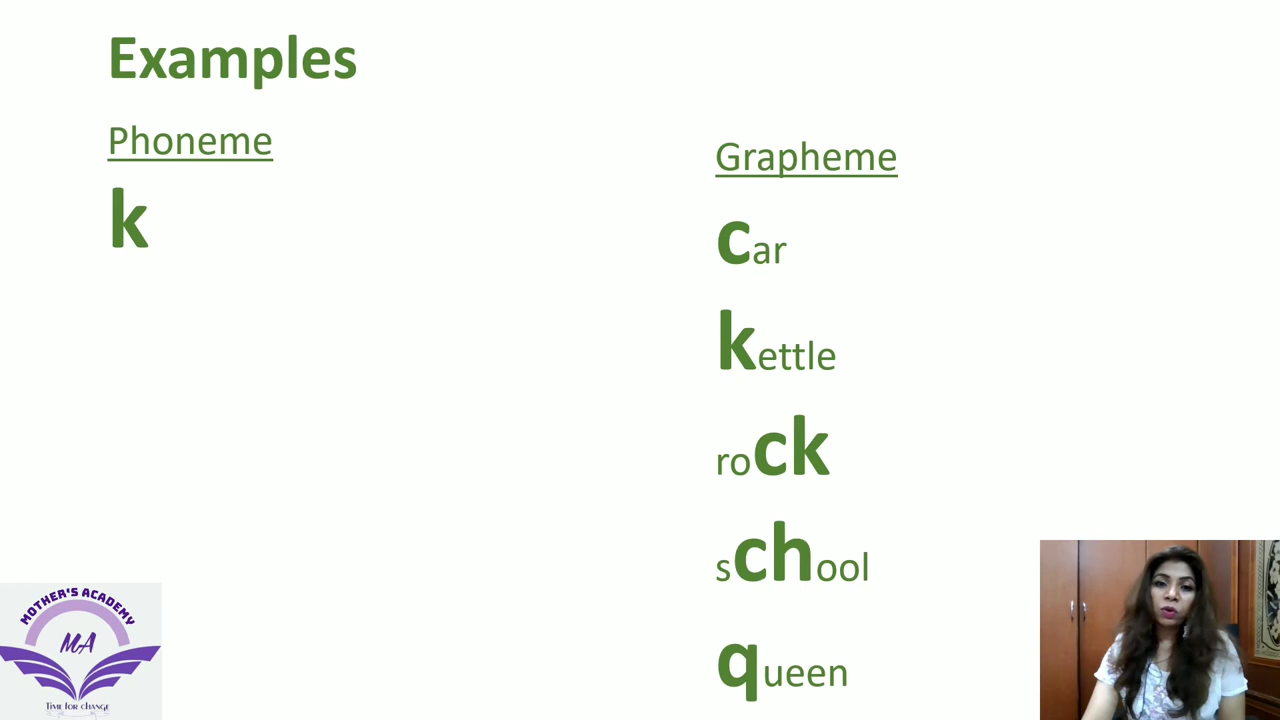 Examples
Phoneme
k
Grapheme
car
kettle
rock
school
queen
MOTHER'S ACADEMY
MA
TIME for change